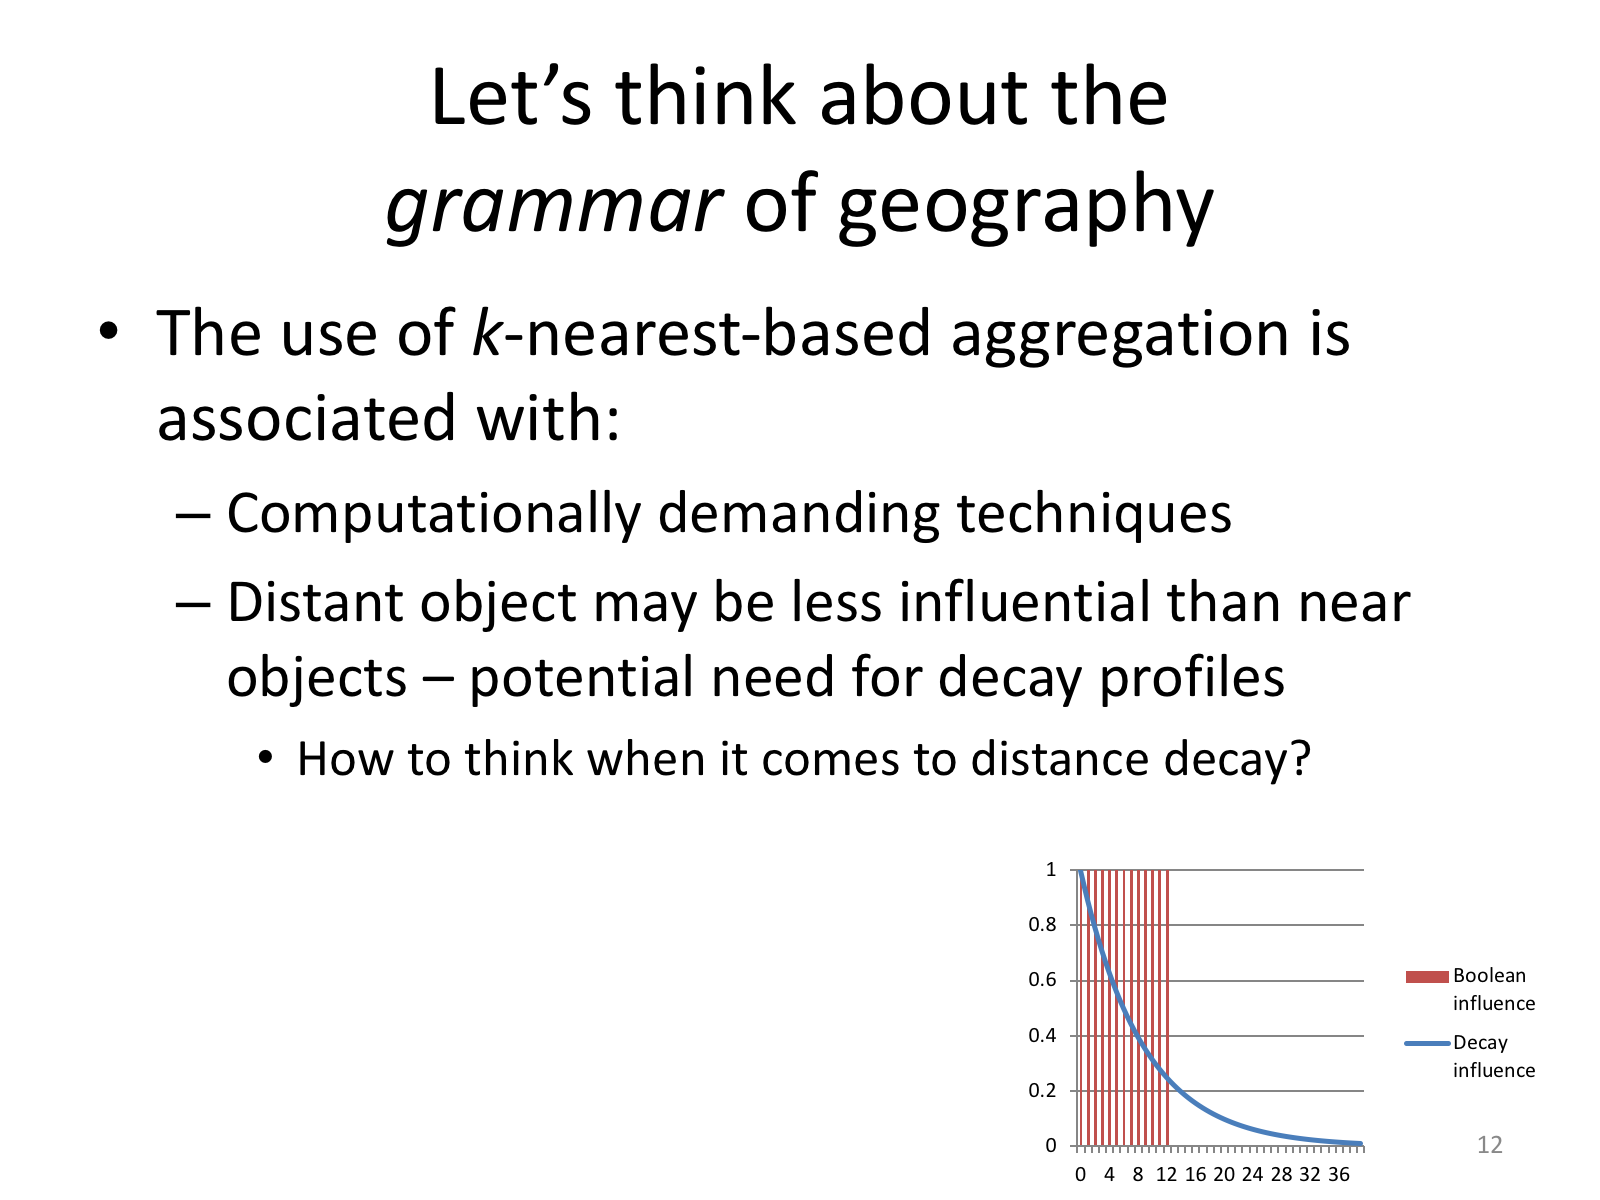 Let’s think about the
grammar of geography
• The use of k-nearest-based aggregation is
associated with:
– Computationally demanding techniques
– Distant object may be less influential than near
objects – potential need for decay profiles
• How to think when it comes to distance decay?
1
0.8
0.6
0.4
0.2
0
0 4 8 12 16 20 24 28 32 36
Boolean
influence
Decay
influence
12